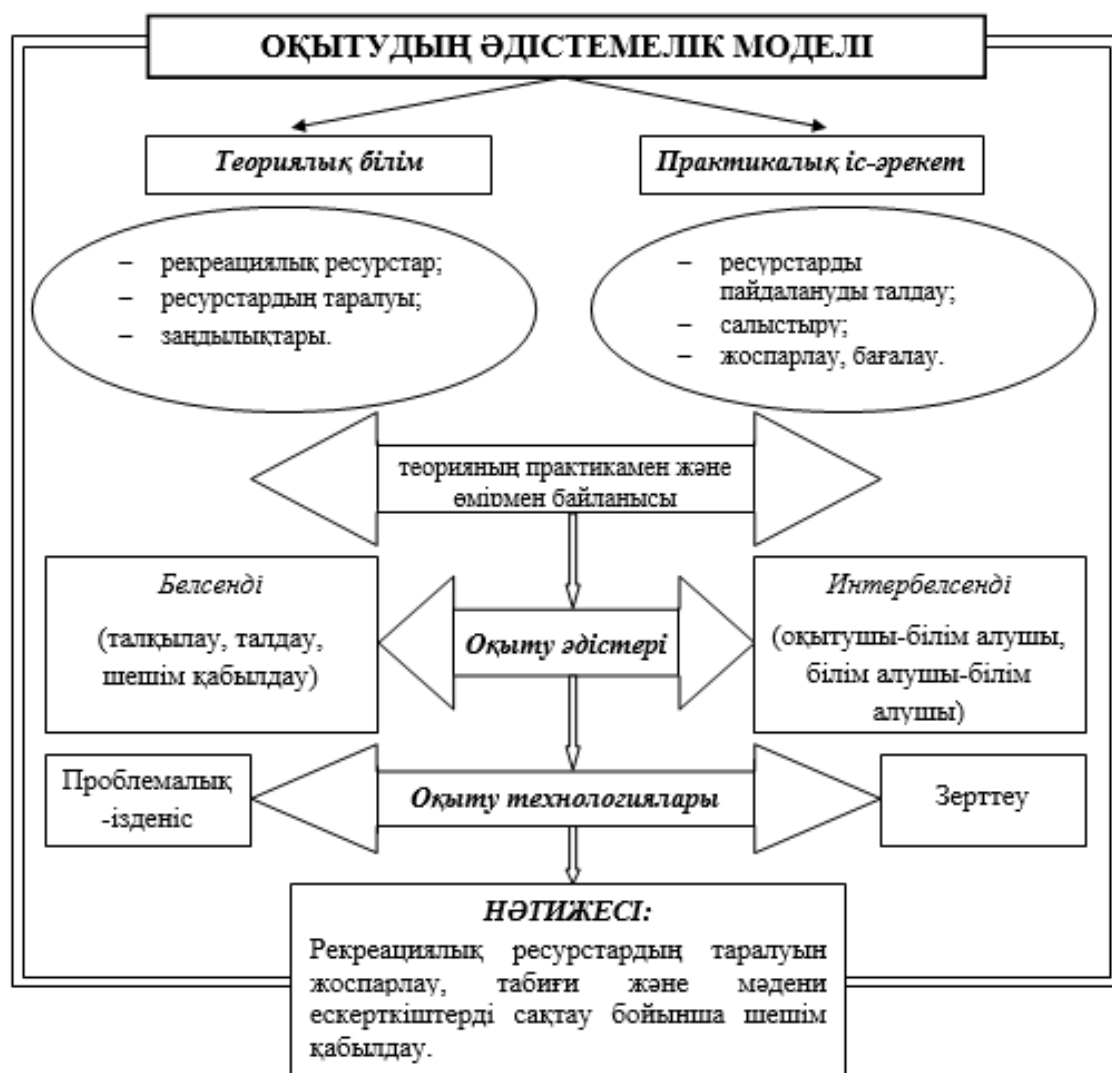 ОҚЫТУДЫҢ ӘДІСТЕМЕЛІК МОДЕЛІ
Теориялық білім
Практикалық іс-әрекет
– рекреациялық ресурстар;
– ресурстардың таралуы;
– заңдылықтары.
– ресурстарды
пайдалануды талдау;
– салыстыру;
– жоспарлау, бағалау.
теорияның практикамен және
өмірмен байланысы
Белсенді
(талқылау, талдау,
шешім қабылдау)
Оқыту әдістері
Интербелсенді
(оқытушы-білім алушы,
білім алушы-білім
алушы)
Проблемалық
-ізденіс
Оқыту технологиялары
Зерттеу
НӘТИЖЕСІ:
Рекреациялық ресурстардың таралуын
жоспарлау, табиғи және мәдени
ескерткіштерді сақтау бойынша шешім
қабылдау.